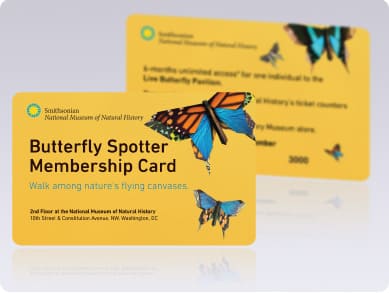 Smithsonian
National Museum of Natural History
Butterfly Spotter
Membership Card
Walk among nature's flying canvases.
2nd Floor at the National Museum of Natural History
10th Street & Constitution Avenue, NW. Washington, DC
Smithsonian
National Museum of Natural History
6-months unlimited access* for one individual to the
Live Butterfly Pavilion.
History's ticket counters
Museum store.
3000